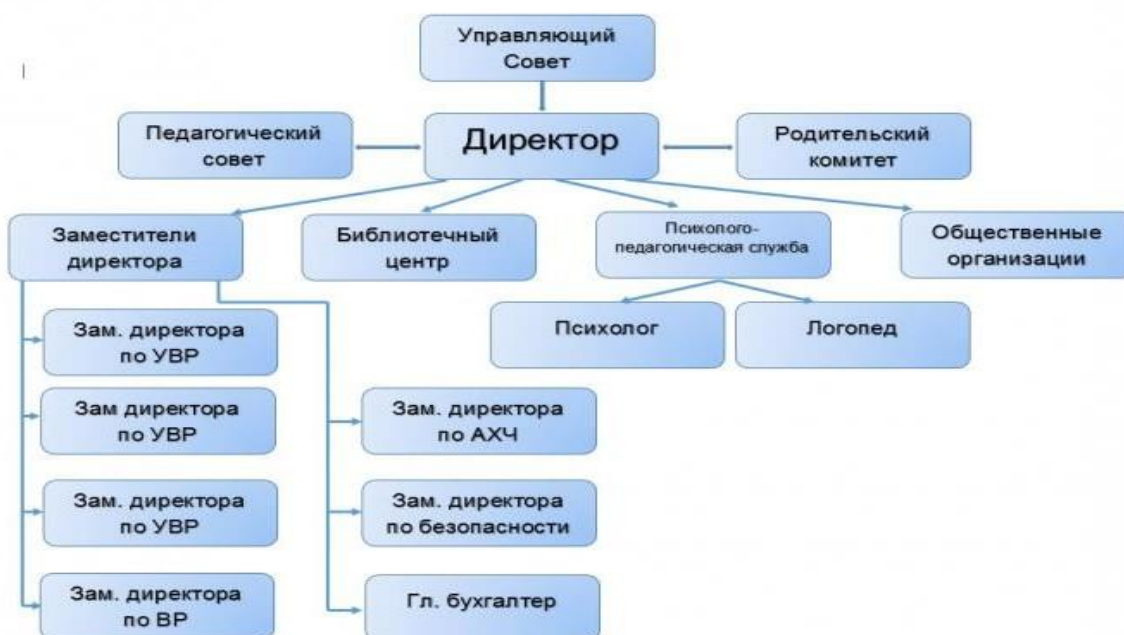 Управляющий
Совет
Педагогический
совет
Директор
Родительский
комитет
Заместители
директора
Библиотечный
центр
Психолого-
педагогическая служба
Общественные
организации
Психолог
Логопед
Зам. директора
по УВР
Зам директора
по УВР
Зам. директора
по АХЧ
Зам. директора
по УВР
Зам. директора
по безопасности
Зам. директора
по ВР
Гл. бухгалтер